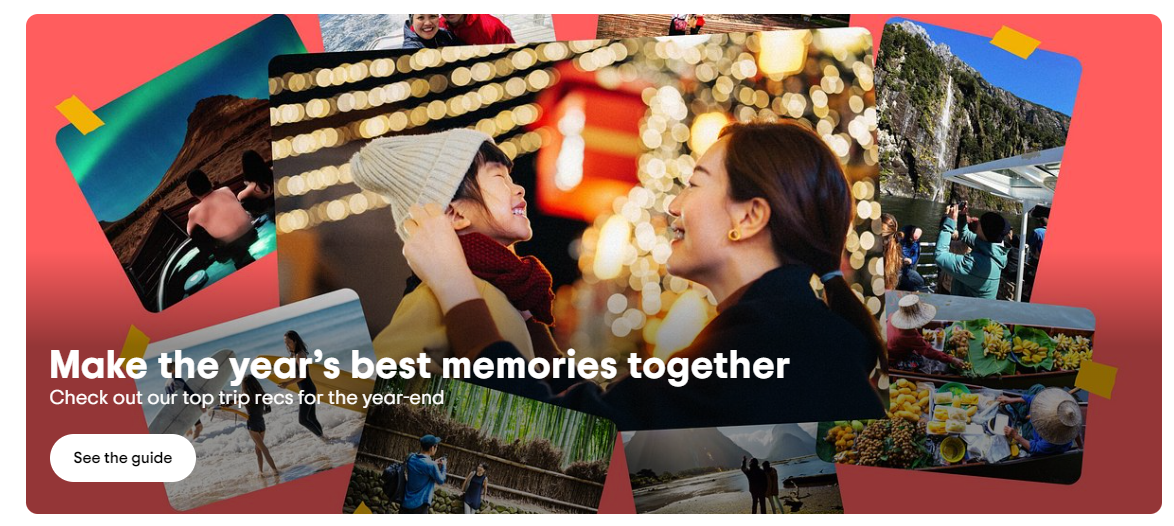 Make the year’s best memories together
Check out our top trip recs for the year-end
See the guide